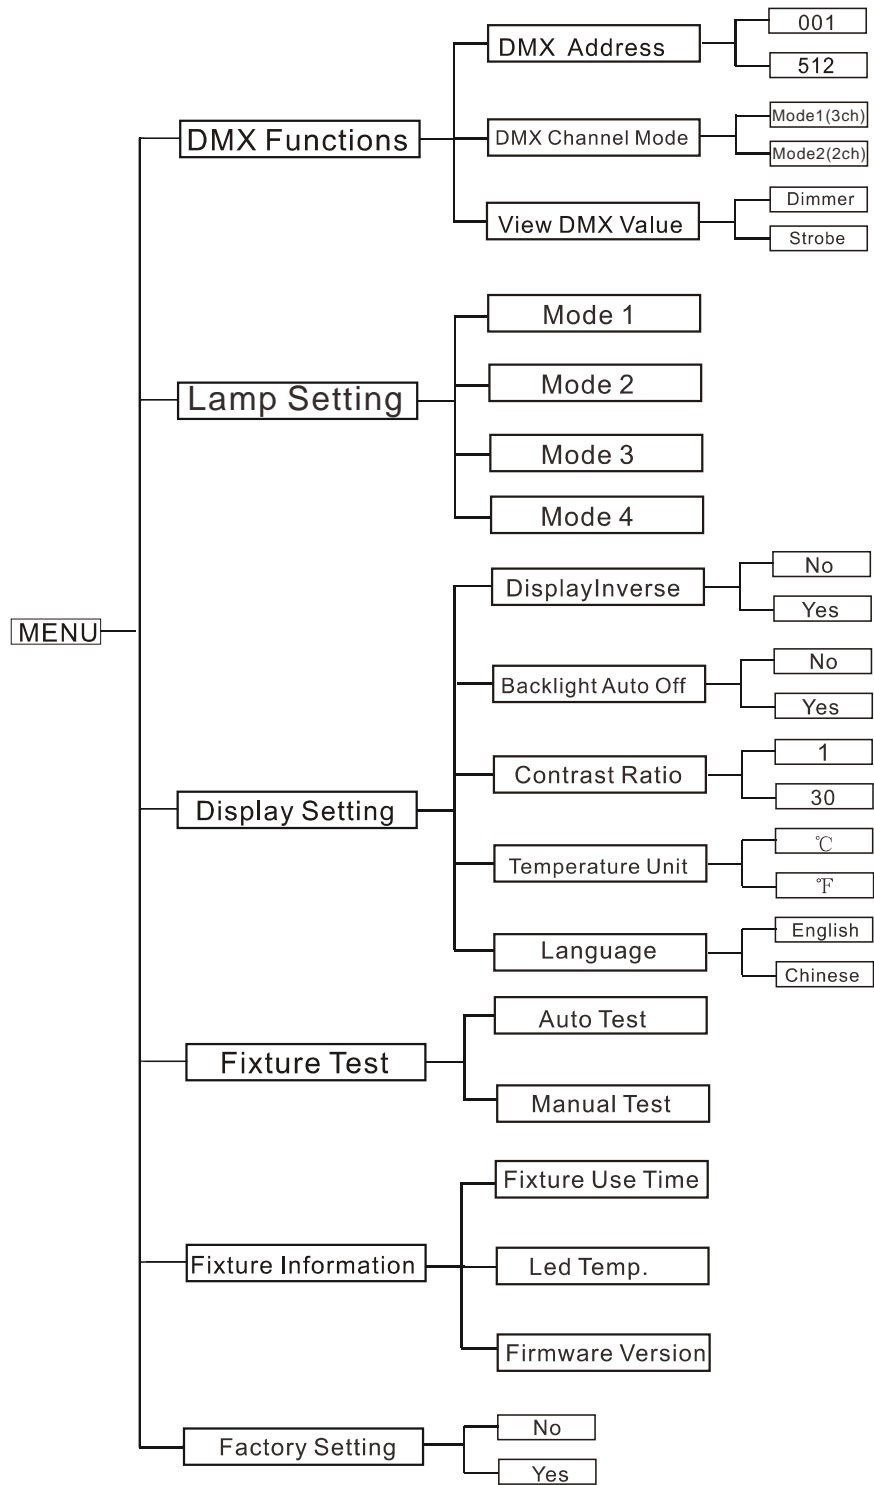 MENU
DMX Functions
DMX Address
001
512
DMX Channel Mode
Mode1(3ch)
Mode2(2ch)
View DMX Value
Dimmer
Strobe
Lamp Setting
Mode 1
Mode 2
Mode 3
Mode 4
Display Setting
DisplayInverse
No
Yes
Backlight Auto Off
No
Yes
Contrast Ratio
1
30
Temperature Unit
℃
℉
Language
English
Chinese
Fixture Test
Auto Test
Manual Test
Fixture Information
Fixture Use Time
Led Temp.
Firmware Version
Factory Setting
No
Yes